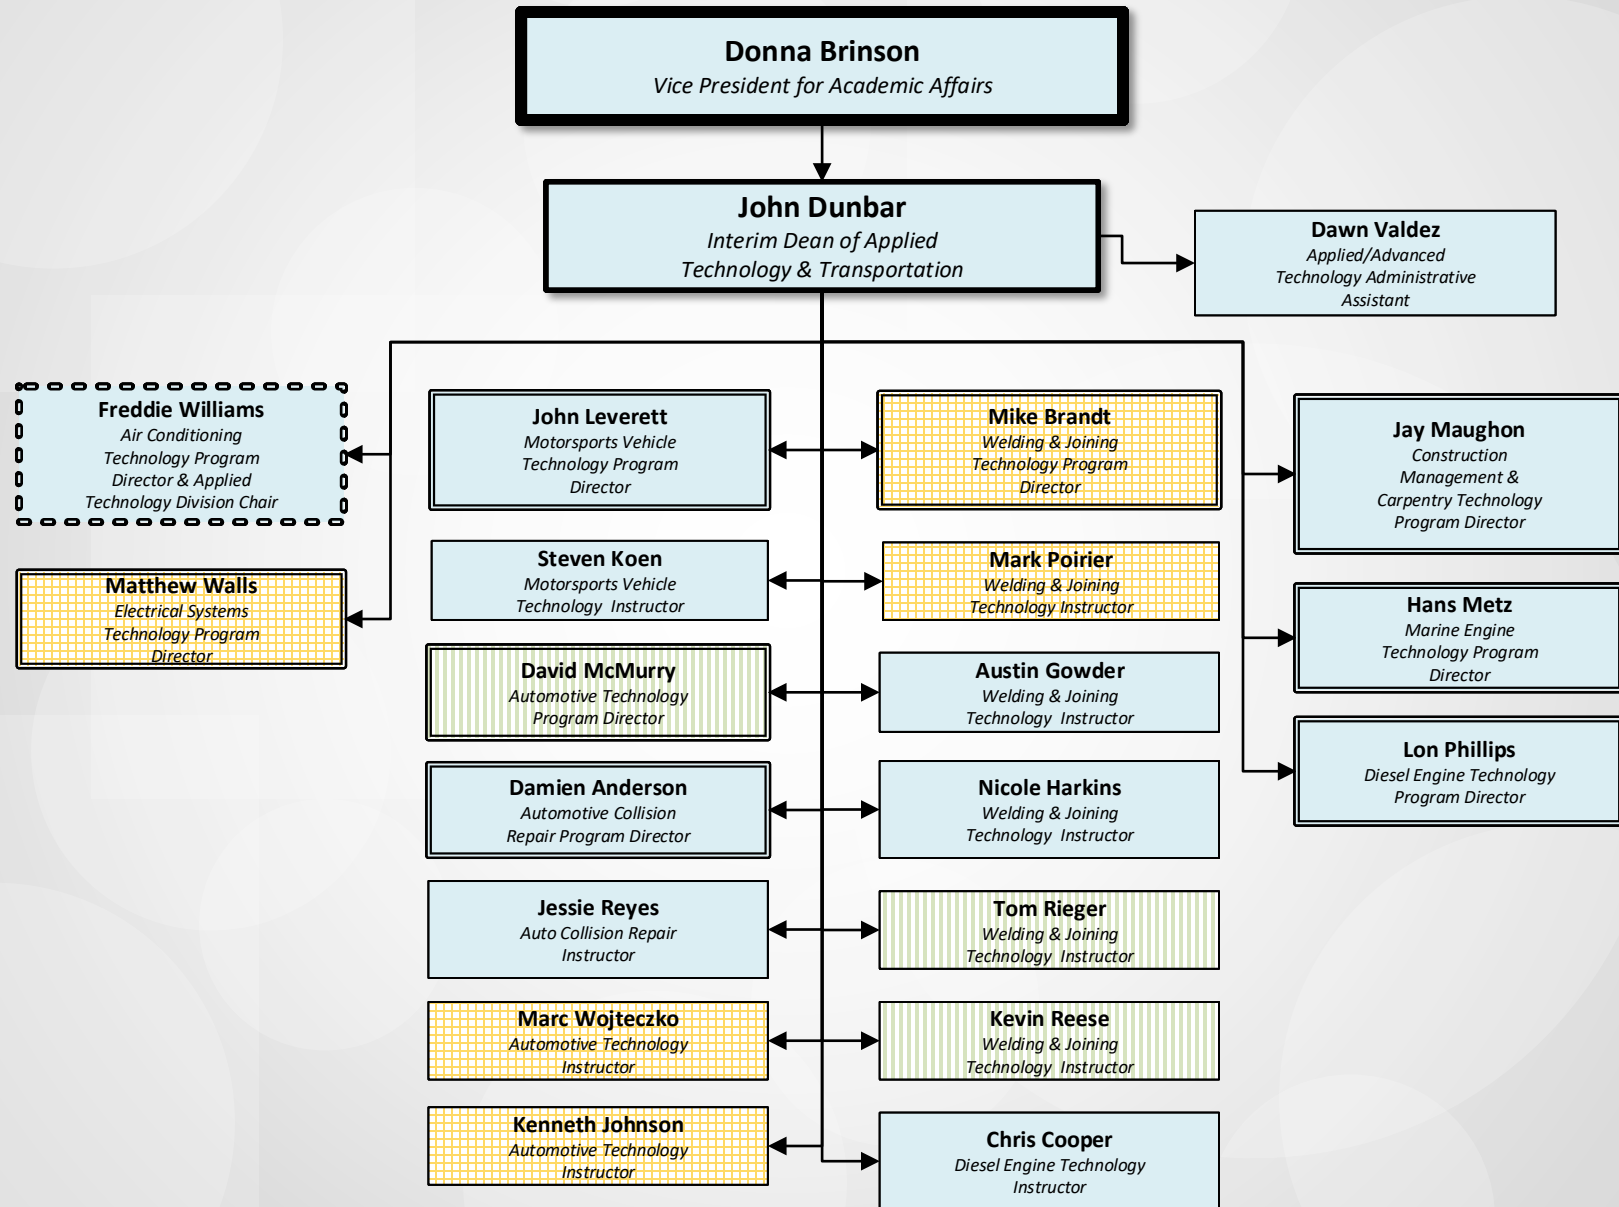 Donna Brinson
Vice President for Academic Affairs
John Dunbar
Interim Dean of Applied
Technology & Transportation
Dawn Valdez
Applied/Advanced
Technology Administrative
Assistant
Freddie Williams
Air Conditioning
Technology Program
Director & Applied
Technology Division Chair
Matthew Walls
Electrical Systems
Technology Program
Director
John Leverett
Motorsports Vehicle
Technology Program
Director
Steven Koen
Motorsports Vehicle
Technology Instructor
David McMurry
Automotive Technology
Program Director
Damien Anderson
Automotive Collision
Repair Program Director
Jessie Reyes
Auto Collision Repair
Instructor
Marc Wojteczko
Automotive Technology
Instructor
Kenneth Johnson
Automotive Technology
Instructor
Mike Brandt
Welding & Joining
Technology Program
Director
Mark Poirier
Welding & Joining
Technology Instructor
Austin Gowder
Welding & Joining
Technology Instructor
Nicole Harkins
Welding & Joining
Technology Instructor
Tom Rieger
Welding & Joining
Technology Instructor
Kevin Reese
Welding & Joining
Technology Instructor
Chris Cooper
Diesel Engine Technology
Instructor
Jay Maughon
Construction
Management &
Carpentry Technology
Program Director
Hans Metz
Marine Engine
Technology Program
Director
Lon Phillips
Diesel Engine Technology
Program Director